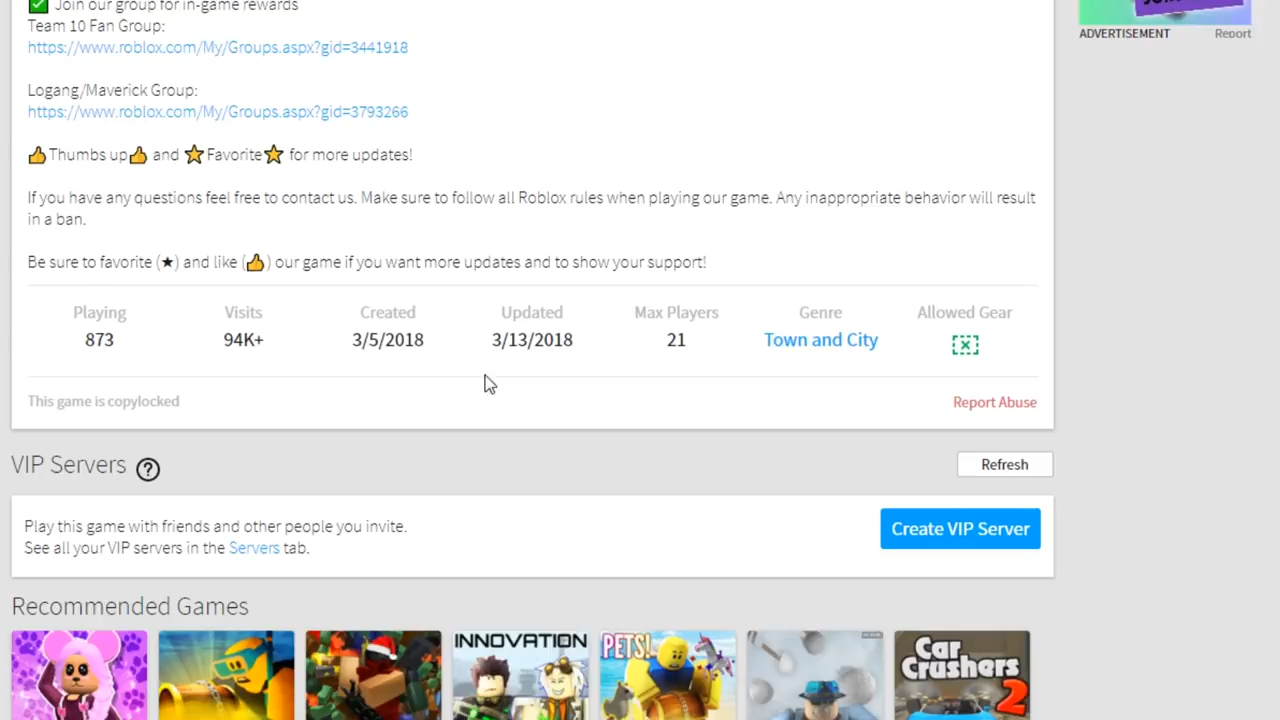 ✅ Join our group for in-game rewards
Team 10 Fan Group:
https://www.roblox.com/My/Groups.aspx?gid=3441918
Logang/Maverick Group:
https://www.roblox.com/My/Groups.aspx?gid=3793266
👍Thumbs up👍 and ⭐Favorite⭐ for more updates!
If you have any questions feel free to contact us. Make sure to follow all Roblox rules when playing our game. Any inappropriate behavior will result
in a ban.
Be sure to favorite (★) and like (👍) our game if you want more updates and to show your support!
ADVERTISEMENT Report
Playing Visits Created Updated Max Players Genre Allowed Gear
873 94K+ 3/5/2018 3/13/2018 21 Town and City
This game is copylocked Report Abuse
VIP Servers ? Refresh
Play this game with friends and other people you invite.
See all your VIP servers in the Servers tab.
Create VIP Server
Recommended Games
INNOVATION
PETS!
Car
Crushers
2